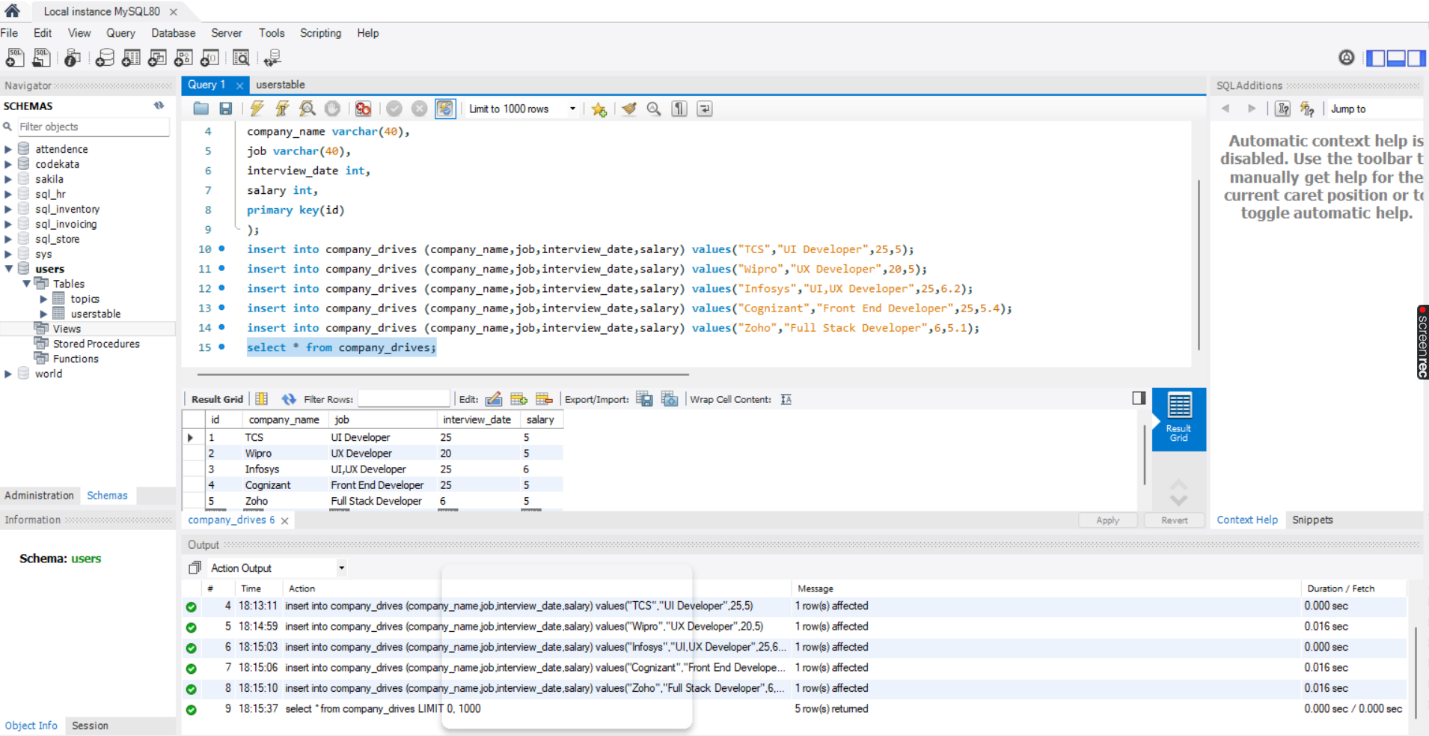 Local instance MySQL80 ×
File Edit View Query Database Server Tools Scripting Help
Navigator
SCHEMAS
Filter objects
attendence
codekata
sakila
sql_hr
sql_inventory
sql_invoicing
sql_store
sys
users
Tables
topics
userstable
Views
Stored Procedures
Functions
world
Administration Schemas
Information
Schema: users
Object Info Session
Query 1 × userstable
Limit to 1000 rows
4 company_name varchar(40),
5 job varchar(40),
6 interview_date int,
7 salary int,
8 primary key(id)
9 );
10 insert into company_drives (company_name,job,interview_date,salary) values("TCS","UI Developer",25,5);
11 insert into company_drives (company_name,job,interview_date,salary) values("Wipro","UX Developer",20,5);
12 insert into company_drives (company_name,job,interview_date,salary) values("Infosys","UI,UX Developer",25,6.2);
13 insert into company_drives (company_name,job,interview_date,salary) values("Cognizant","Front End Developer",25,5.4);
14 insert into company_drives (company_name,job,interview_date,salary) values("Zoho","Full Stack Developer",6,5.1);
15 select * from company_drives;
Result Grid Filter Rows: Edit: Export/Import: Wrap Cell Content:
id company_name job interview_date salary
1 TCS UI Developer 25 5
2 Wipro UX Developer 20 5
3 Infosys UI,UX Developer 25 6
4 Cognizant Front End Developer 25 5
5 Zoho Full Stack Developer 6 5
Result
Grid
company_drives 6 × Apply Revert
Output
Action Output
# Time Action Message Duration / Fetch
4 18:13:11 insert into company_drives (company_name,job,interview_date,salary) values("TCS","UI Developer",25,5) 1 row(s) affected 0.000 sec
5 18:14:59 insert into company_drives (company_name,job,interview_date,salary) values("Wipro","UX Developer",20,5) 1 row(s) affected 0.016 sec
6 18:15:03 insert into company_drives (company_name,job,interview_date,salary) values("Infosys","UI,UX Developer",25,6... 1 row(s) affected 0.000 sec
7 18:15:06 insert into company_drives (company_name,job,interview_date,salary) values("Cognizant","Front End Develope... 1 row(s) affected 0.016 sec
8 18:15:10 insert into company_drives (company_name,job,interview_date,salary) values("Zoho","Full Stack Developer",6,... 1 row(s) affected 0.016 sec
9 18:15:37 select * from company_drives LIMIT 0, 1000 5 row(s) returned 0.000 sec / 0.000 sec
SQLAdditions
Jump to
Automatic context help is
disabled. Use the toolbar t
manually get help for the
current caret position or to
toggle automatic help.
Context Help Snippets
screenrec